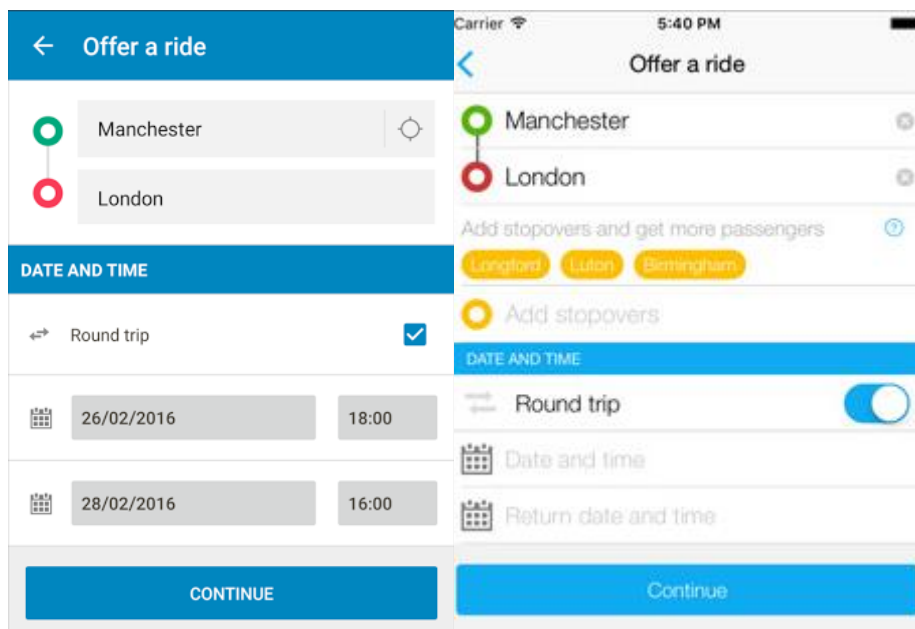 Offer a ride
Manchester
London
DATE AND TIME
Round trip
26/02/2016 18:00
28/02/2016 16:00
CONTINUE
Carrier 5:40 PM
Offer a ride
Manchester
London
Add stopovers and get more passengers ?
Longford Luton Birmingham
Add stopovers
DATE AND TIME
Round trip
Date and time
Return date and time
Continue